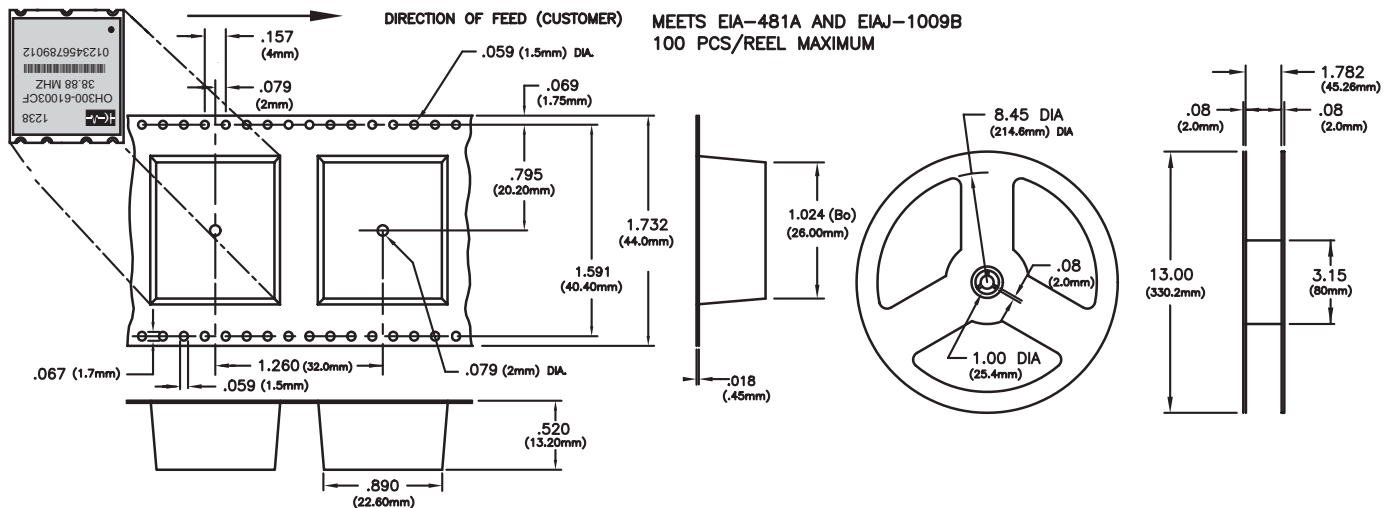 DIRECTION OF FEED (CUSTOMER)
MEETS EIA-481A AND EIAJ-1009B
100 PCS/REEL MAXIMUM
1238
OH300-61003CF
38.88 MHZ
0123456789012
.157
(4mm)
.059 (1.5mm) DIA.
.079
(2mm)
.069
(1.75mm)
.795
(20.20mm)
1.732
(44.0mm)
1.591
(40.40mm)
.067 (1.7mm)
1.260 (32.0mm)
.059 (1.5mm)
.079 (2mm) DIA.
.520
(13.20mm)
.890
(22.60mm)
1.024 (Bo)
(26.00mm)
.018
(.45mm)
8.45 DIA
(214.6mm) DIA
.08
(2.0mm)
1.00 DIA
(25.4mm)
1.782
(45.26mm)
.08
(2.0mm)
.08
(2.0mm)
13.00
(330.2mm)
3.15
(80mm)